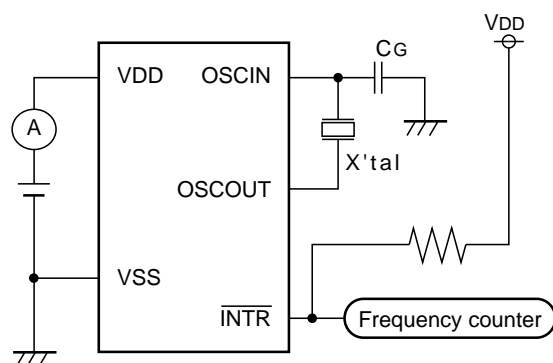 VDD
CG
VDD
OSCIN
A
X'tal
OSCOUT
VSS
INTR
Frequency counter